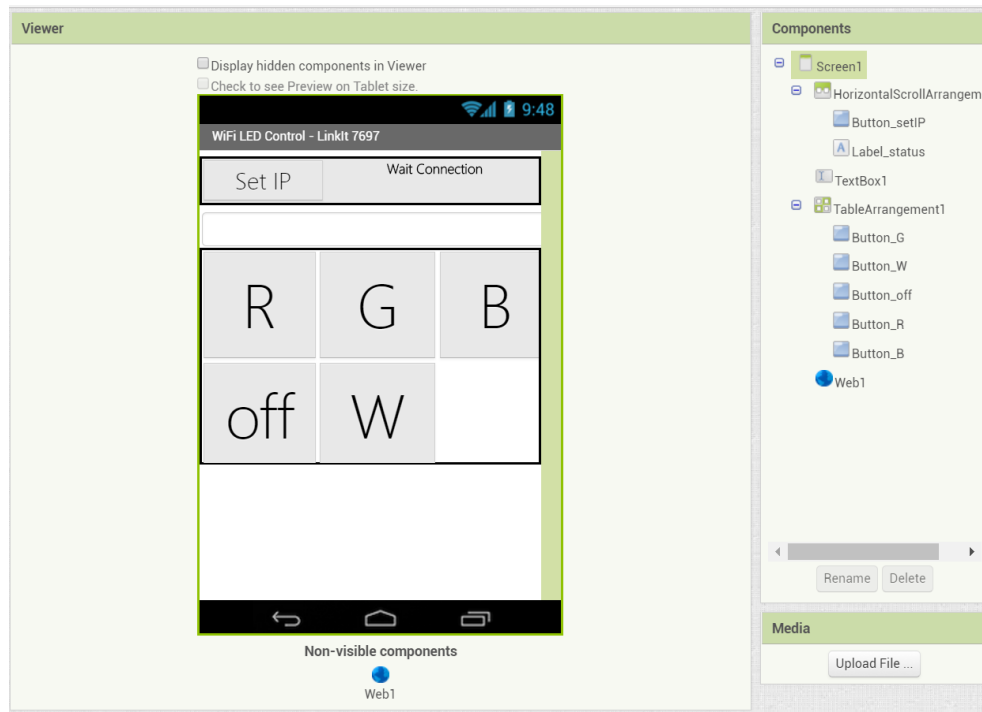 Viewer
Display hidden components in Viewer
Check to see Preview on Tablet size.
9:48
WiFi LED Control - LinkIt 7697
Set IP
Wait Connection
R G B
off W
Non-visible components
Web1
Components
Screen1
HorizontalScrollArrangem
Button_setIP
A Label_status
I TextBox1
TableArrangement1
Button_G
Button_W
Button_off
Button_R
Button_B
Web1
Rename Delete
Media
Upload File ...